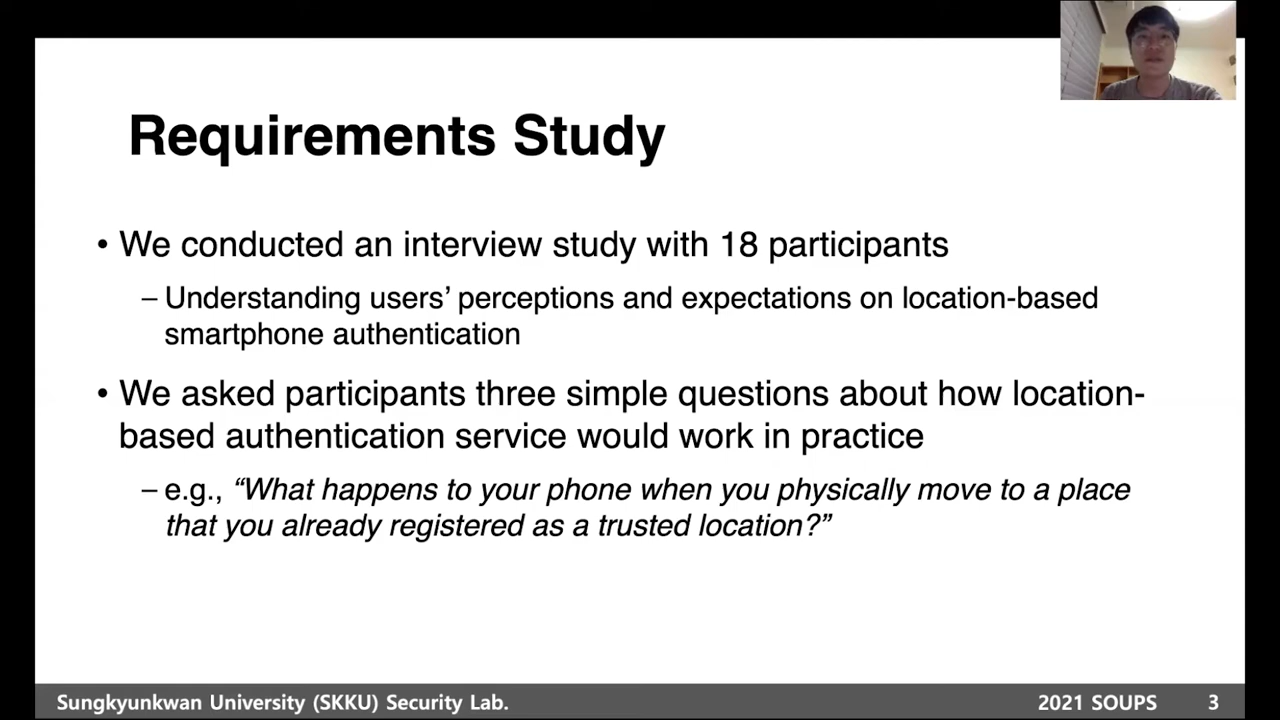 Requirements Study
• We conducted an interview study with 18 participants
– Understanding users’ perceptions and expectations on location-based
smartphone authentication
• We asked participants three simple questions about how location-
based authentication service would work in practice
– e.g., “What happens to your phone when you physically move to a place
that you already registered as a trusted location?”
Sungkyunkwan University (SKKU) Security Lab.
2021 SOUPS 3